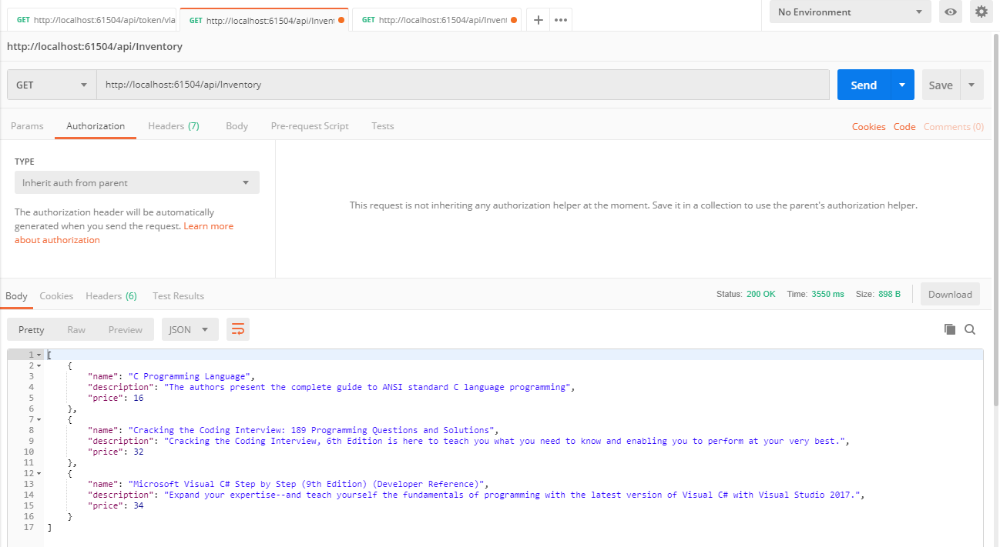 GET http://localhost:61504/api/token/vla
GET http://localhost:61504/api/Invent
GET http://localhost:61504/api/Invent
No Environment
http://localhost:61504/api/Inventory
GET http://localhost:61504/api/Inventory Send Save
Params Authorization Headers (7) Body Pre-request Script Tests Cookies Code Comments (0)
TYPE
Inherit auth from parent
The authorization header will be automatically
generated when you send the request. Learn more
about authorization
This request is not inheriting any authorization helper at the moment. Save it in a collection to use the parent's authorization helper.
Body Cookies Headers (6) Test Results Status: 200 OK Time: 3550 ms Size: 898 B Download
Pretty Raw Preview JSON
1 [
2 {
3 "name": "C Programming Language",
4 "description": "The authors present the complete guide to ANSI standard C language programming",
5 "price": 16
6 },
7 {
8 "name": "Cracking the Coding Interview: 189 Programming Questions and Solutions",
9 "description": "Cracking the Coding Interview, 6th Edition is here to teach you what you need to know and enabling you to perform at your very best.",
10 "price": 32
11 },
12 {
13 "name": "Microsoft Visual C# Step by Step (9th Edition) (Developer Reference)",
14 "description": "Expand your expertise--and teach yourself the fundamentals of programming with the latest version of Visual C# with Visual Studio 2017.",
15 "price": 34
16 }
17 ]